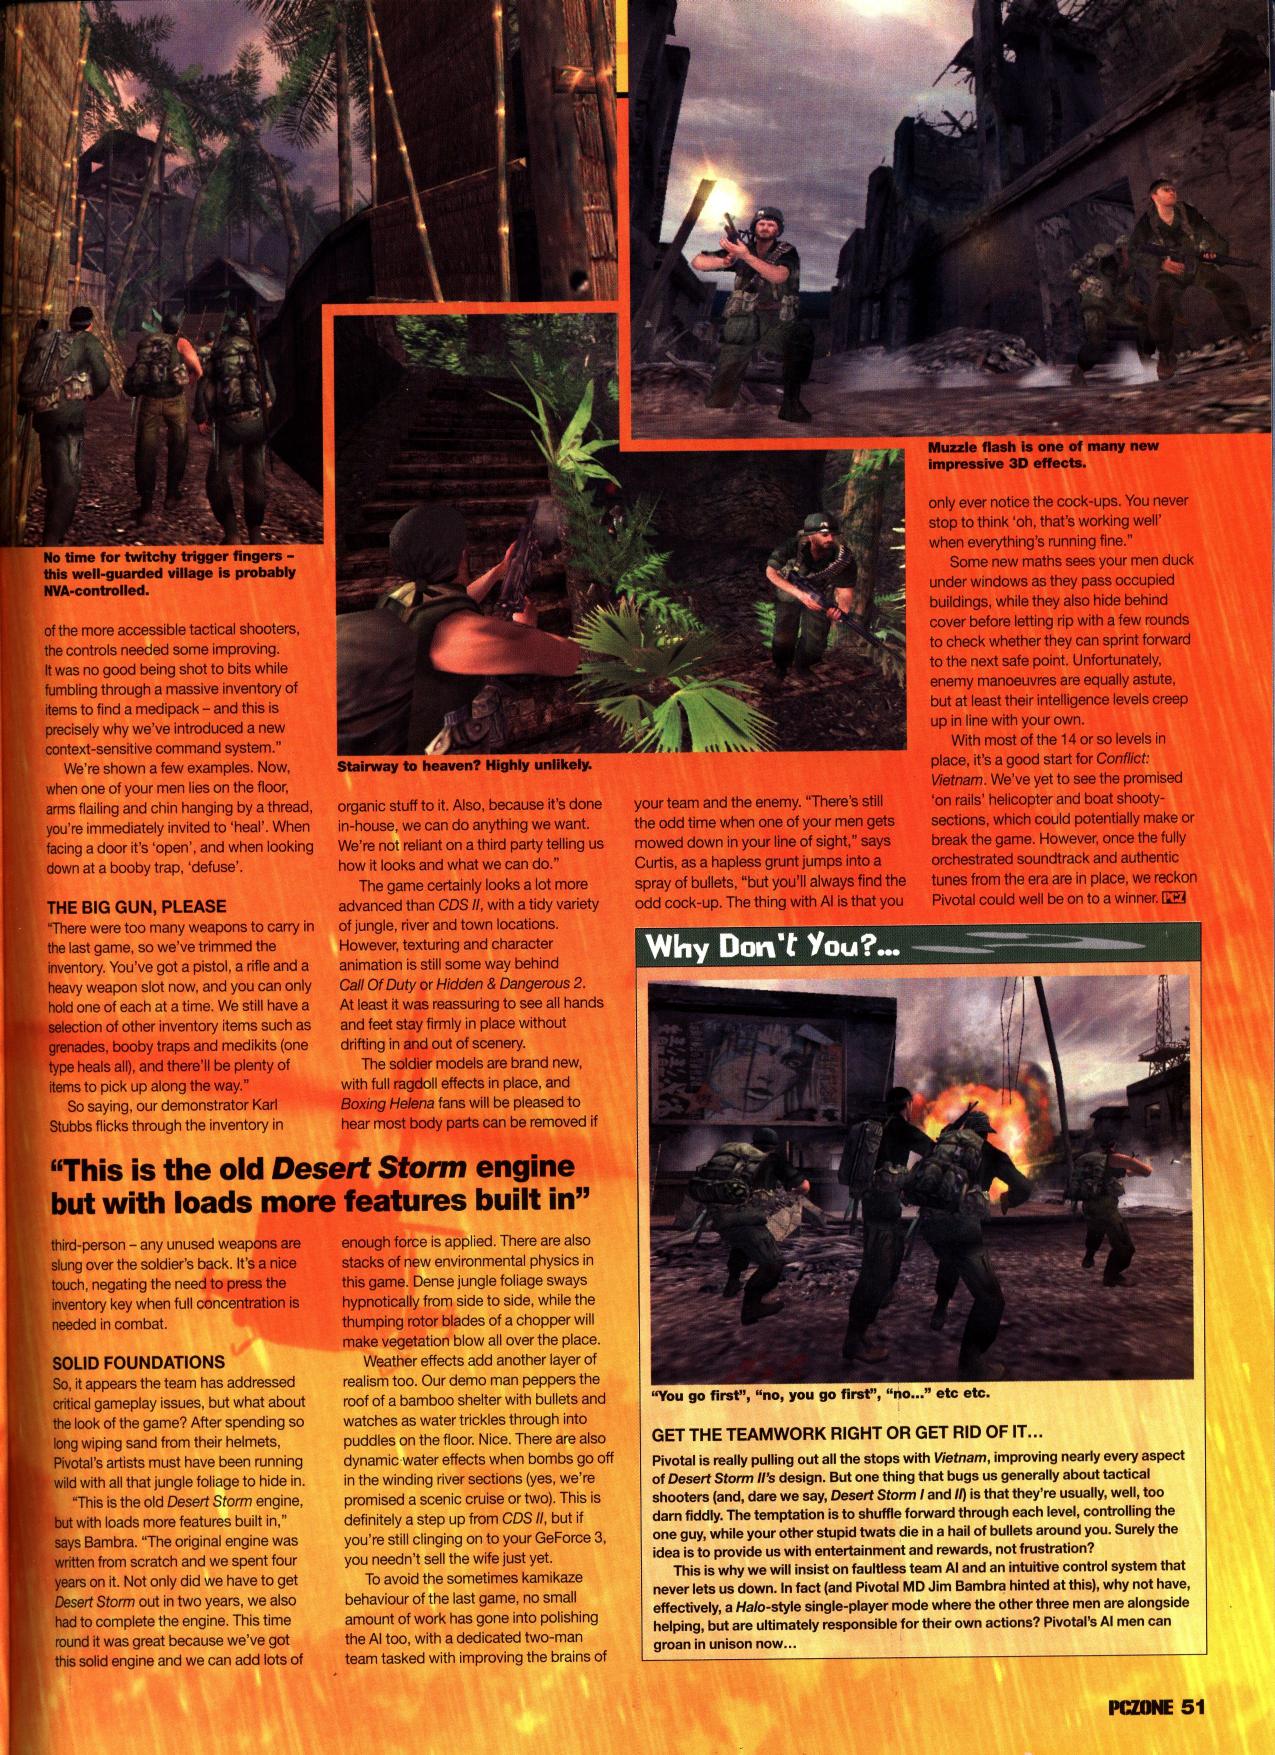 No time for twitchy trigger fingers –
this well-guarded village is probably
NVA-controlled.
of the more accessible tactical shooters,
the controls needed some improving.
It was no good being shot to bits while
fumbling through a massive inventory of
items to find a medipack – and this is
precisely why we've introduced a new
context-sensitive command system."
We're shown a few examples. Now,
when one of your men lies on the floor,
arms flailing and chin hanging by a thread,
you're immediately invited to 'heal'. When
facing a door it's 'open', and when looking
down at a booby trap, 'defuse'.
THE BIG GUN, PLEASE
"There were too many weapons to carry in
the last game, so we've trimmed the
inventory. You've got a pistol, a rifle and a
heavy weapon slot now, and you can only
hold one of each at a time. We still have a
selection of other inventory items such as
grenades, booby traps and medikits (one
type heals all), and there'll be plenty of
items to pick up along the way."
So saying, our demonstrator Karl
Stubbs flicks through the inventory in
"This is the old Desert Storm engine
but with loads more features built in"
third-person – any unused weapons are
slung over the soldier's back. It's a nice
touch, negating the need to press the
inventory key when full concentration is
needed in combat.
SOLID FOUNDATIONS
So, it appears the team has addressed
critical gameplay issues, but what about
the look of the game? After spending so
long wiping sand from their helmets,
Pivotal's artists must have been running
wild with all that jungle foliage to hide in.
"This is the old Desert Storm engine,
but with loads more features built in,"
says Bambra. "The original engine was
written from scratch and we spent four
years on it. Not only did we have to get
Desert Storm out in two years, we also
had to complete the engine. This time
round it was great because we've got
this solid engine and we can add lots of
Stairway to heaven? Highly unlikely.
organic stuff to it. Also, because it's done
in-house, we can do anything we want.
We're not reliant on a third party telling us
how it looks and what we can do."
The game certainly looks a lot more
advanced than CDS II, with a tidy variety
of jungle, river and town locations.
However, texturing and character
animation is still some way behind
Call Of Duty or Hidden & Dangerous 2.
At least it was reassuring to see all hands
and feet stay firmly in place without
drifting in and out of scenery.
The soldier models are brand new,
with full ragdoll effects in place, and
Boxing Helena fans will be pleased to
hear most body parts can be removed if
enough force is applied. There are also
stacks of new environmental physics in
this game. Dense jungle foliage sways
hypnotically from side to side, while the
thumping rotor blades of a chopper will
make vegetation blow all over the place.
Weather effects add another layer of
realism too. Our demo man peppers the
roof of a bamboo shelter with bullets and
watches as water trickles through into
puddles on the floor. Nice. There are also
dynamic water effects when bombs go off
in the winding river sections (yes, we're
promised a scenic cruise or two). This is
definitely a step up from CDS II, but if
you're still clinging on to your GeForce 3,
you needn't sell the wife just yet.
To avoid the sometimes kamikaze
behaviour of the last game, no small
amount of work has gone into polishing
the AI too, with a dedicated two-man
team tasked with improving the brains of
your team and the enemy. "There's still
the odd time when one of your men gets
mowed down in your line of sight," says
Curtis, as a hapless grunt jumps into a
spray of bullets, "but you'll always find the
odd cock-up. The thing with AI is that you
Muzzle flash is one of many new
impressive 3D effects.
only ever notice the cock-ups. You never
stop to think 'oh, that's working well'
when everything's running fine."
Some new maths sees your men duck
under windows as they pass occupied
buildings, while they also hide behind
cover before letting rip with a few rounds
to check whether they can sprint forward
to the next safe point. Unfortunately,
enemy manoeuvres are equally astute,
but at least their intelligence levels creep
up in line with your own.
With most of the 14 or so levels in
place, it's a good start for Conflict:
Vietnam. We've yet to see the promised
'on rails' helicopter and boat shooty-
sections, which could potentially make or
break the game. However, once the fully
orchestrated soundtrack and authentic
tunes from the era are in place, we reckon
Pivotal could well be on to a winner. PCZ
Why Don't You?...
"You go first", "no, you go first", "no..." etc etc.
GET THE TEAMWORK RIGHT OR GET RID OF IT...
Pivotal is really pulling out all the stops with Vietnam, improving nearly every aspect
of Desert Storm II's design. But one thing that bugs us generally about tactical
shooters (and, dare we say, Desert Storm I and II) is that they're usually, well, too
darn fiddly. The temptation is to shuffle forward through each level, controlling the
one guy, while your other stupid twats die in a hail of bullets around you. Surely the
idea is to provide us with entertainment and rewards, not frustration?
This is why we will insist on faultless team AI and an intuitive control system that
never lets us down. In fact (and Pivotal MD Jim Bambra hinted at this), why not have,
effectively, a Halo-style single-player mode where the other three men are alongside
helping, but are ultimately responsible for their own actions? Pivotal's AI men can
groan in unison now...
PCZONE 51